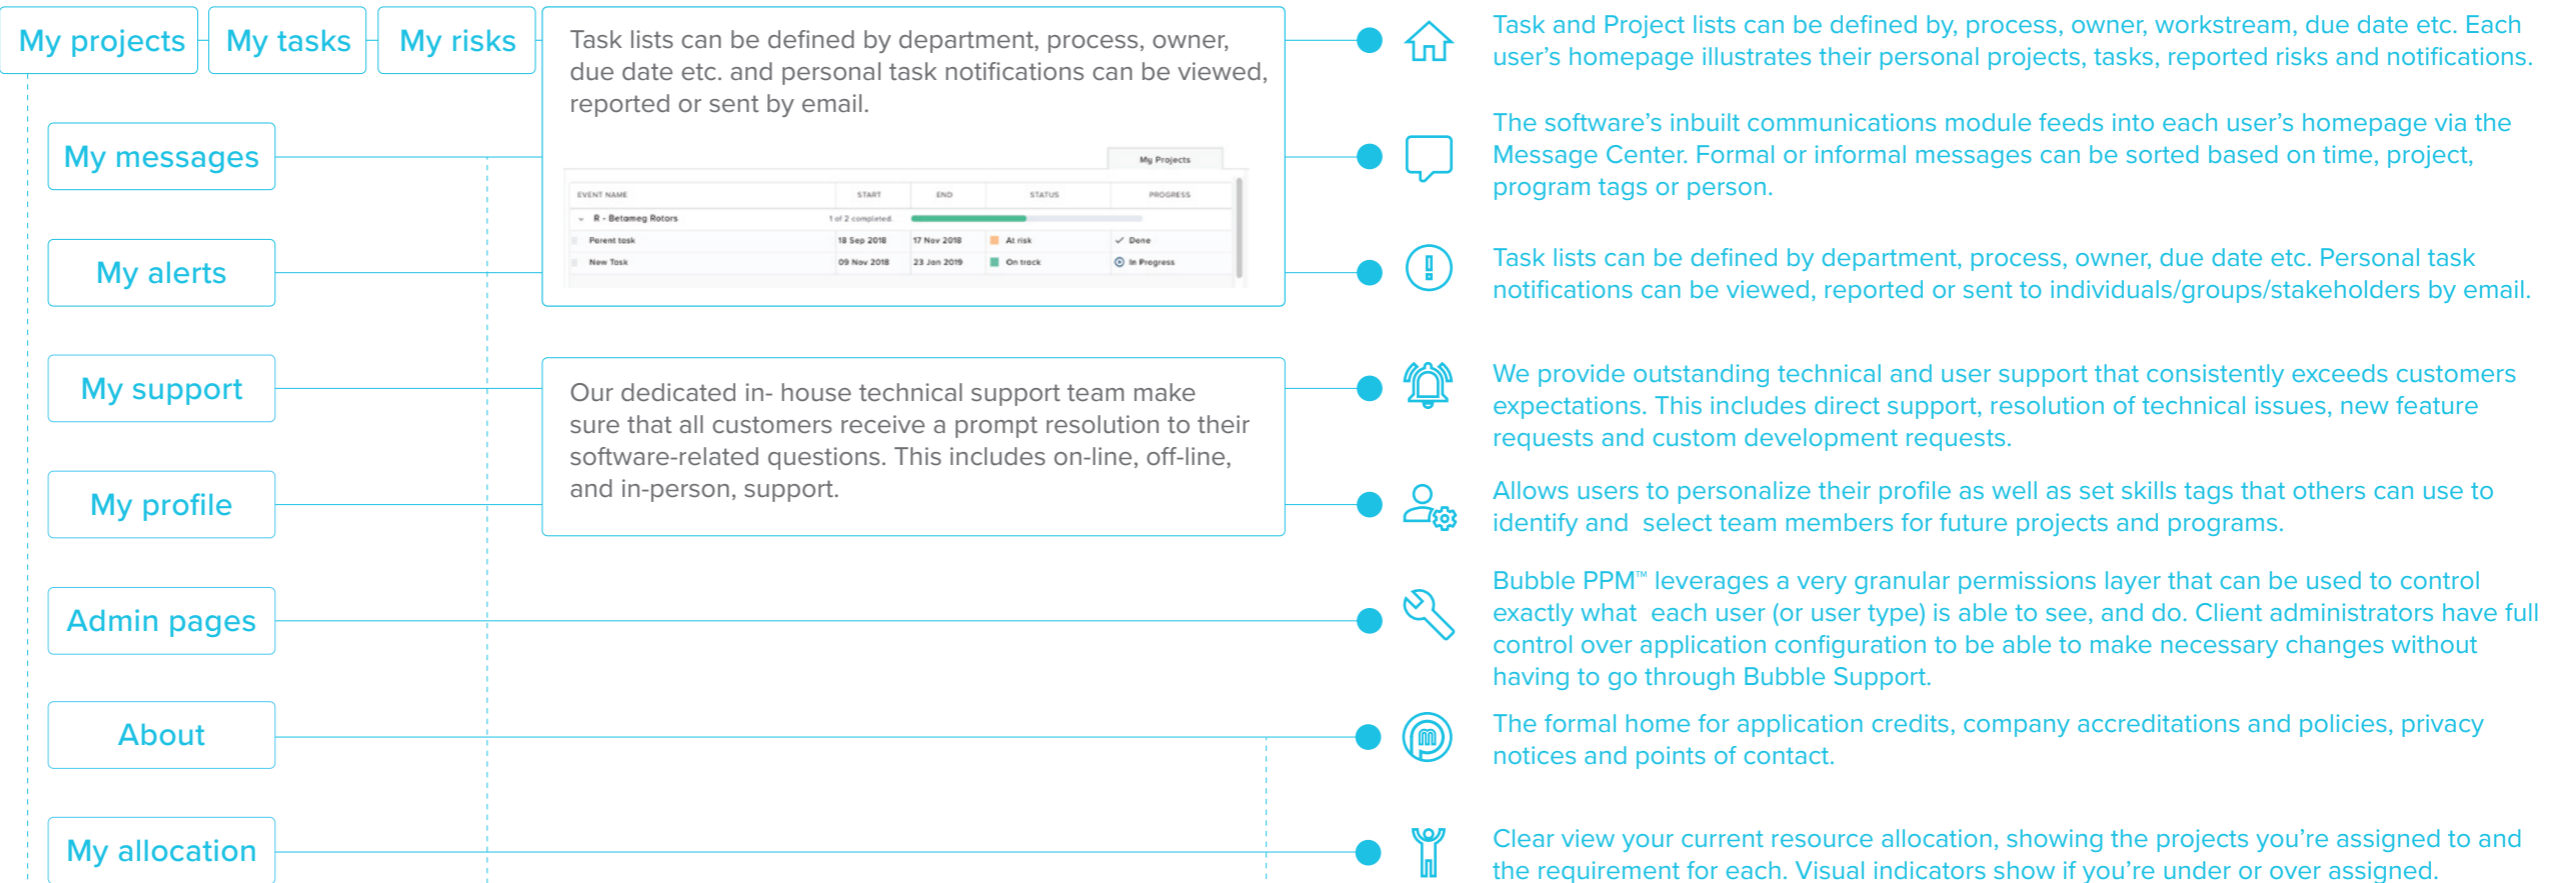 My projects
My tasks
My risks
Task lists can be defined by department, process, owner,
due date etc. and personal task notifications can be viewed,
reported or sent by email.
My Projects
EVENT NAME START END STATUS PROGRESS
R - Betameg Rotors 1 of 2 completed.
Parent task 18 Sep 2018 17 Nov 2018 At risk Done
New Task 09 Nov 2018 23 Jan 2019 On track In Progress
Task and Project lists can be defined by, process, owner, workstream, due date etc. Each
user’s homepage illustrates their personal projects, tasks, reported risks and notifications.
My messages
The software’s inbuilt communications module feeds into each user’s homepage via the
Message Center. Formal or informal messages can be sorted based on time, project,
program tags or person.
My alerts
Task lists can be defined by department, process, owner, due date etc. Personal task
notifications can be viewed, reported or sent to individuals/groups/stakeholders by email.
My support
Our dedicated in- house technical support team make
sure that all customers receive a prompt resolution to their
software-related questions. This includes on-line, off-line,
and in-person, support.
We provide outstanding technical and user support that consistently exceeds customers
expectations. This includes direct support, resolution of technical issues, new feature
requests and custom development requests.
My profile
Allows users to personalize their profile as well as set skills tags that others can use to
identify and  select team members for future projects and programs.
Admin pages
Bubble PPM™ leverages a very granular permissions layer that can be used to control
exactly what  each user (or user type) is able to see, and do. Client administrators have full
control over application configuration to be able to make necessary changes without
having to go through Bubble Support.
About
The formal home for application credits, company accreditations and policies, privacy
notices and points of contact.
My allocation
Clear view your current resource allocation, showing the projects you’re assigned to and
the requirement for each. Visual indicators show if you’re under or over assigned.